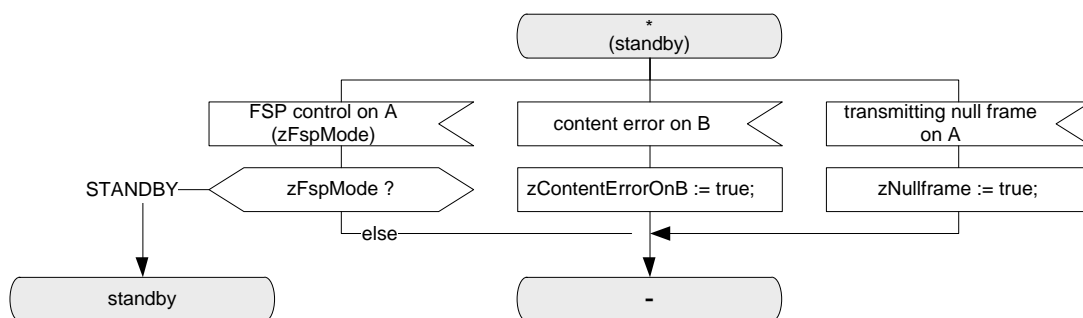 *
(standby)
FSP control on A
(zFspMode)
content error on B
transmitting null frame
on A
STANDBY
zFspMode ?
zContentErrorOnB := true;
zNullframe := true;
else
standby
-